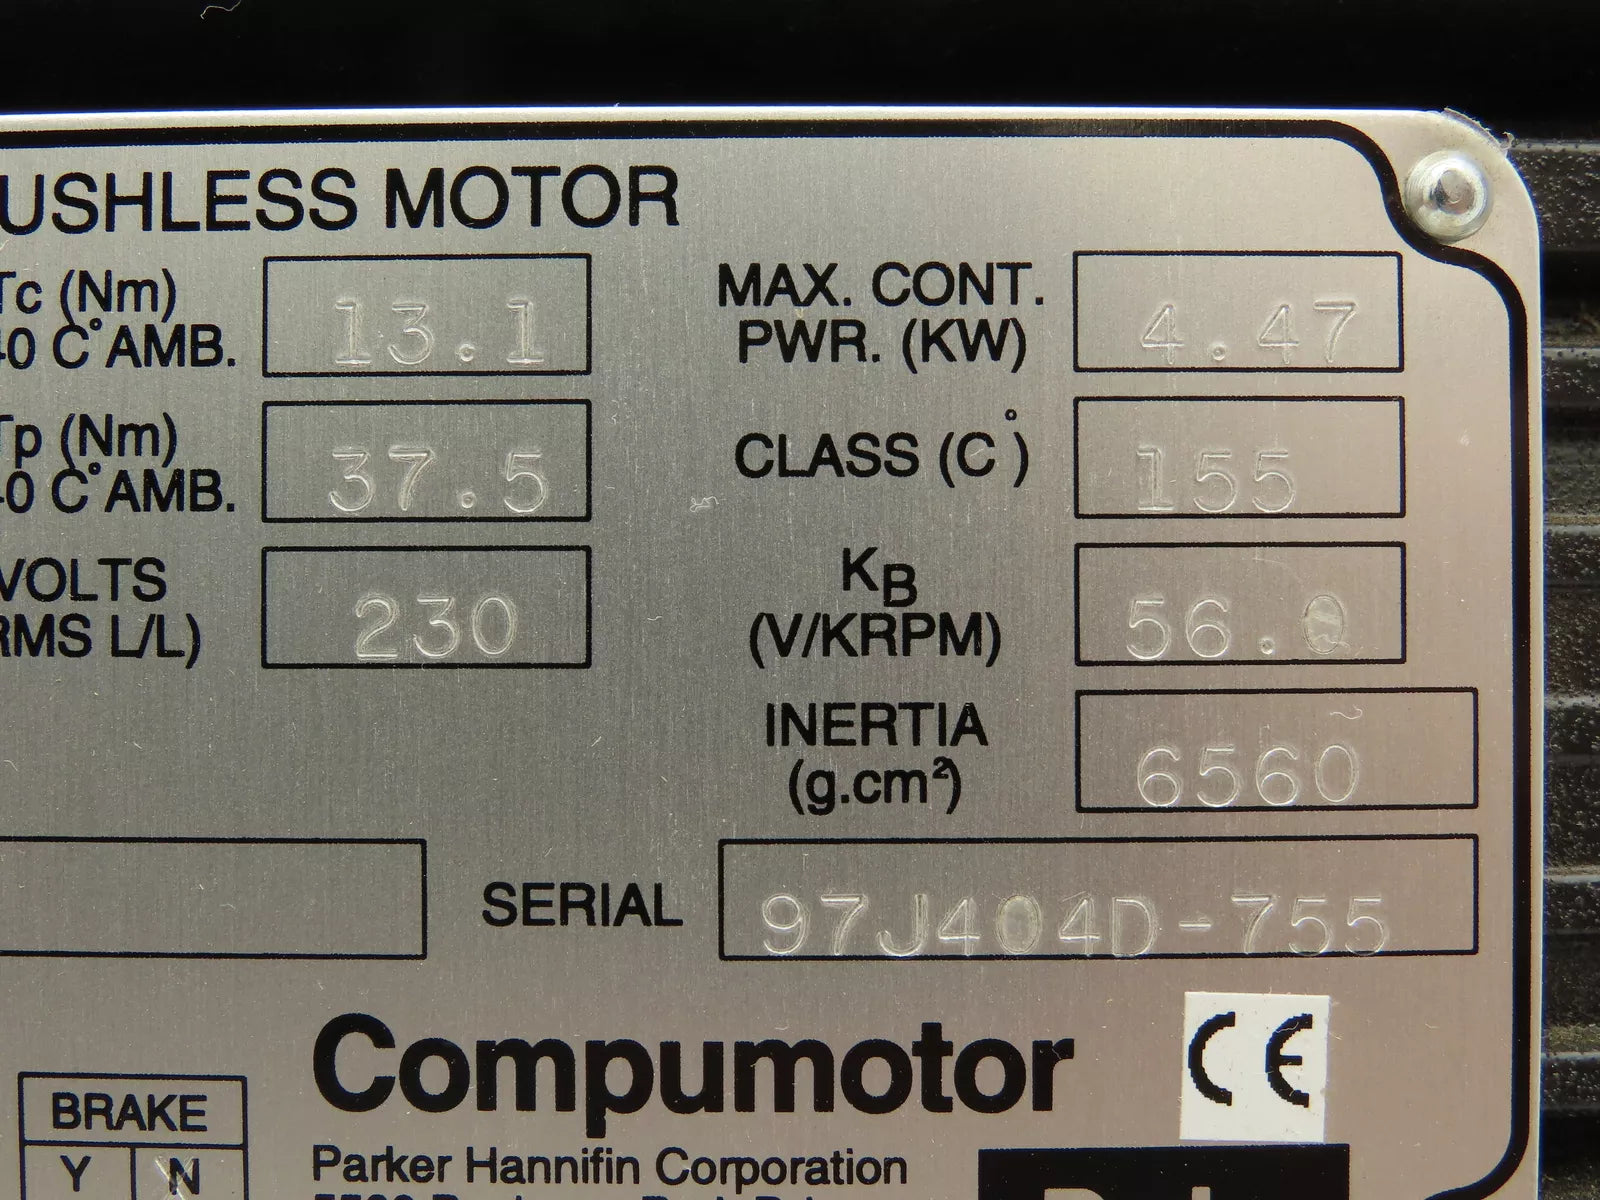 USHLESS MOTOR
Tc (Nm)
40 C° AMB.
13.1
MAX. CONT.
PWR. (KW)
4.47
Tp (Nm)
40 C° AMB.
37.5
CLASS (C°)
155
VOLTS
RMS L/L)
230
KB
(V/KRPM)
56.0
INERTIA
(g.cm²)
6560
SERIAL
97J404D-755
Compumotor
CE
BRAKE
Y N
Parker Hannifin Corporation